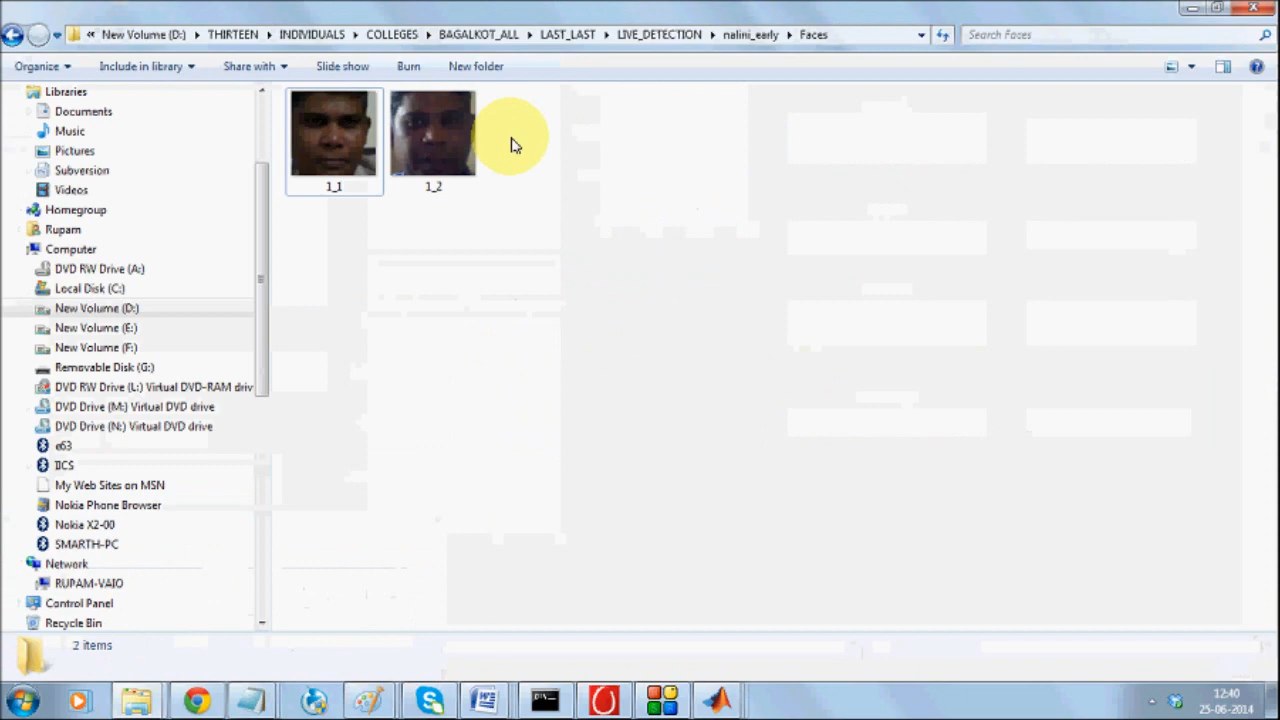 « New Volume (D:) ▸ THIRTEEN ▸ INDIVIDUALS ▸ COLLEGES ▸ BAGALKOT_ALL ▸ LAST_LAST ▸ LIVE_DETECTION ▸ nalini_early ▸ Faces
Search Faces
Organize Include in library Share with Slide show Burn New folder
Libraries
Documents
Music
Pictures
Subversion
Videos
Homegroup
Rupam
Computer
DVD RW Drive (A:)
Local Disk (C:)
New Volume (D:)
New Volume (E:)
New Volume (F:)
Removable Disk (G:)
DVD RW Drive (L:) Virtual DVD-RAM driv
DVD Drive (M:) Virtual DVD drive
DVD Drive (N:) Virtual DVD drive
e63
IICS
My Web Sites on MSN
Nokia Phone Browser
Nokia X2-00
SMARTH-PC
Network
RUPAM-VAIO
Control Panel
Recycle Bin
1_1
1_2
2 items
12:40
25-06-2014